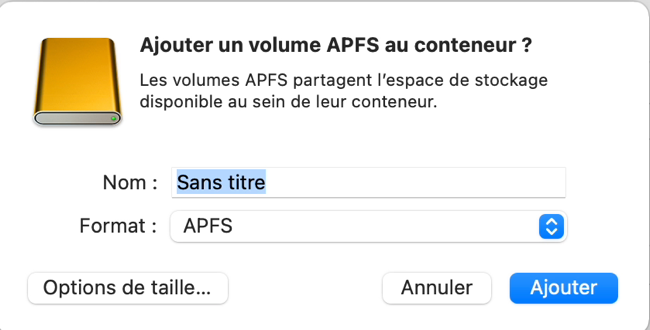 Ajouter un volume APFS au conteneur ?
Les volumes APFS partagent l’espace de stockage
disponible au sein de leur conteneur.
Nom : Sans titre
Format : APFS
Options de taille... Annuler Ajouter